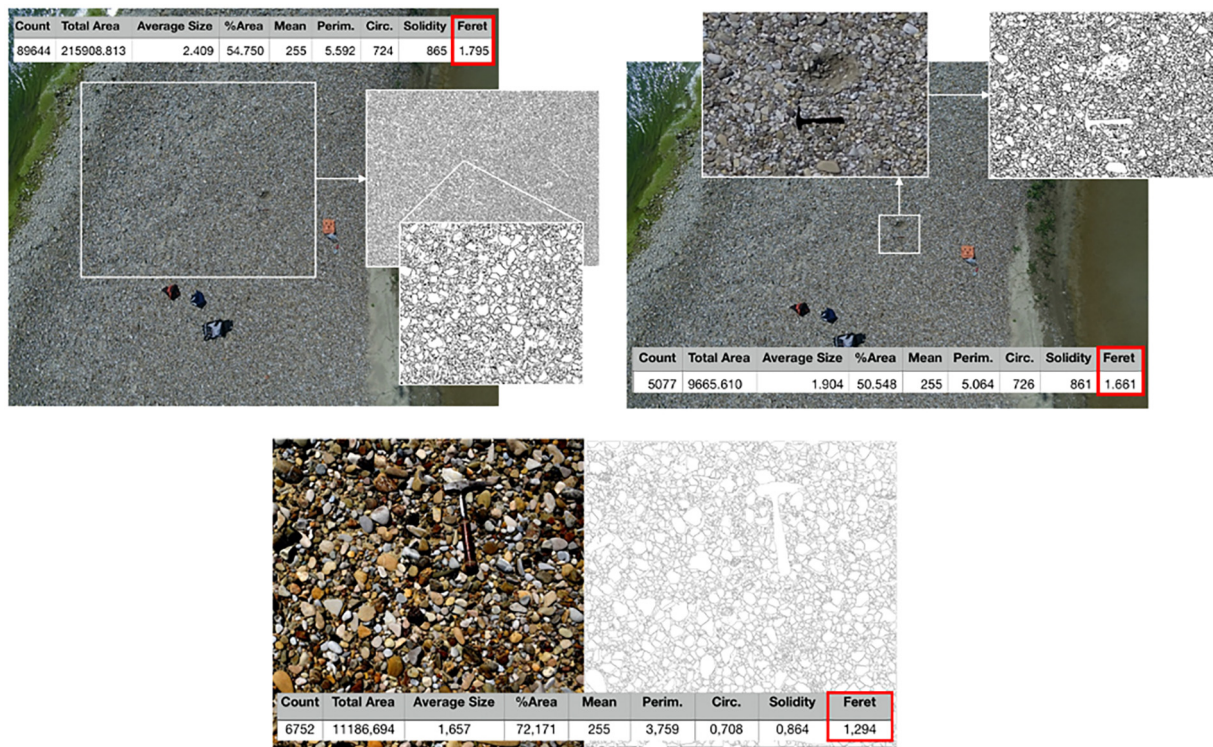 Count Total Area Average Size %Area Mean Perim. Circ. Solidity Feret
89644 215908.813 2.409 54.750 255 5.592 724 865 1.795
Count Total Area Average Size %Area Mean Perim. Circ. Solidity Feret
5077 9665.610 1.904 50.548 255 5.064 726 861 1.661
Count Total Area Average Size %Area Mean Perim. Circ. Solidity Feret
6752 11186,694 1,657 72,171 255 3,759 0,708 0,864 1,294